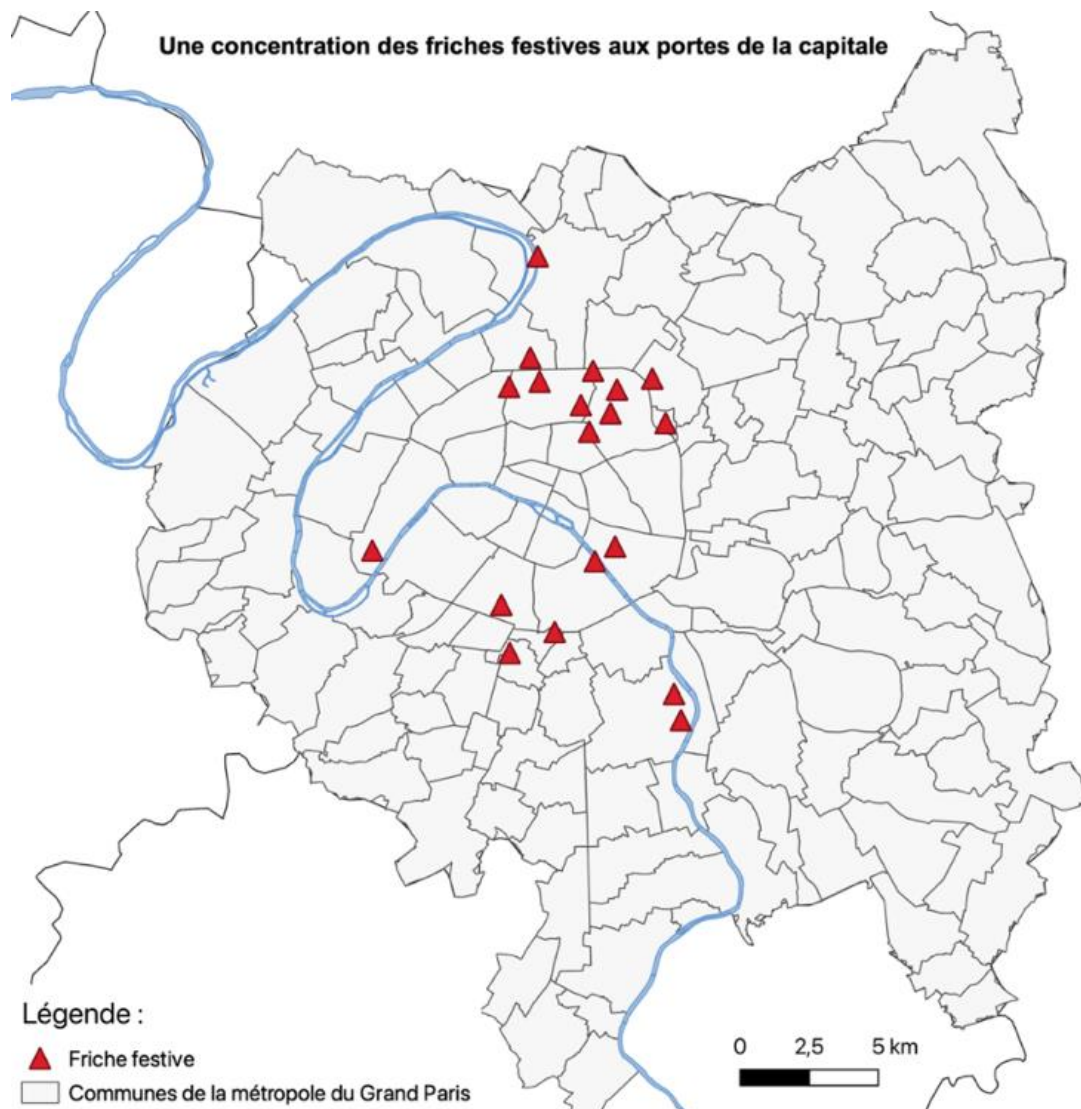 Une concentration des friches festives aux portes de la capitale
Légende :
Friche festive
Communes de la métropole du Grand Paris
0 2,5 5 km